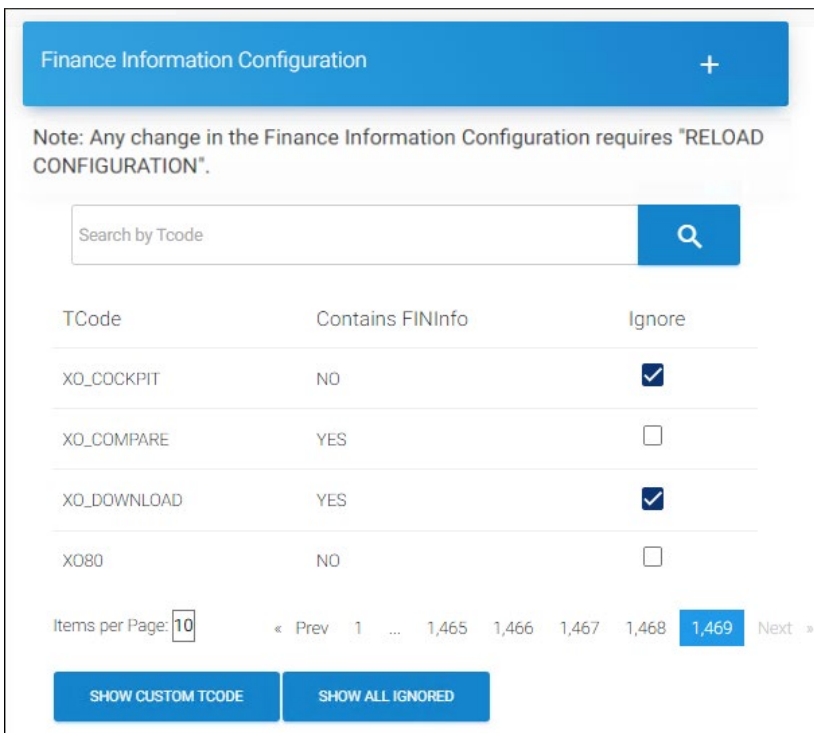 Finance Information Configuration +
Note: Any change in the Finance Information Configuration requires "RELOAD
CONFIGURATION".
Search by Tcode
TCode Contains FINInfo Ignore
XO_COCKPIT NO
XO_COMPARE YES
XO_DOWNLOAD YES
XO80 NO
Items per Page: 10 « Prev 1 ... 1,465 1,466 1,467 1,468 1,469 Next »
SHOW CUSTOM TCODE SHOW ALL IGNORED